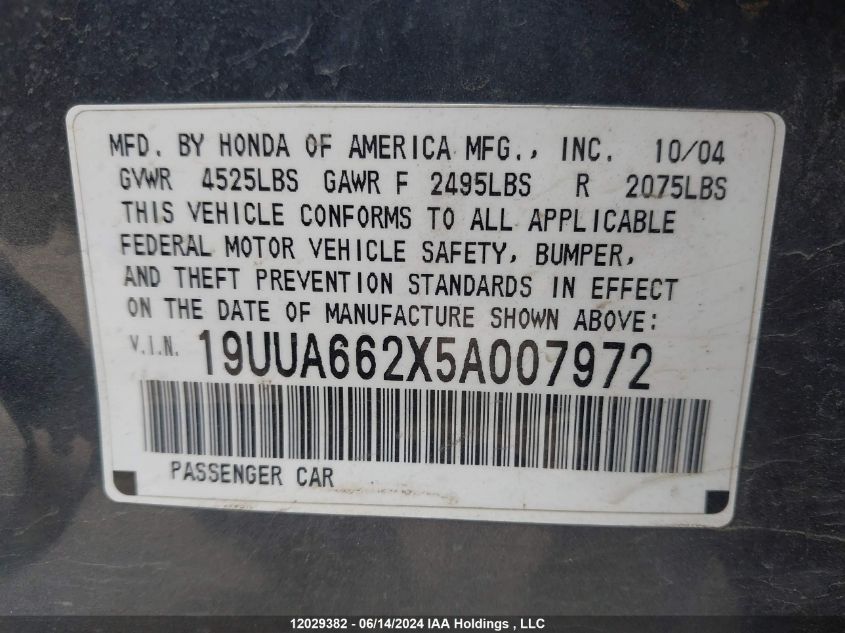 MFD. BY HONDA OF AMERICA MFG., INC. 10/04
GVWR 4525LBS GAWR F 2495LBS R 2075LBS
THIS VEHICLE CONFORMS TO ALL APPLICABLE
FEDERAL MOTOR VEHICLE SAFETY, BUMPER,
AND THEFT PREVENTION STANDARDS IN EFFECT
ON THE DATE OF MANUFACTURE SHOWN ABOVE:
V.I.N. 19UUA662X5A007972
PASSENGER CAR
12029382 - 06/14/2024 IAA Holdings , LLC